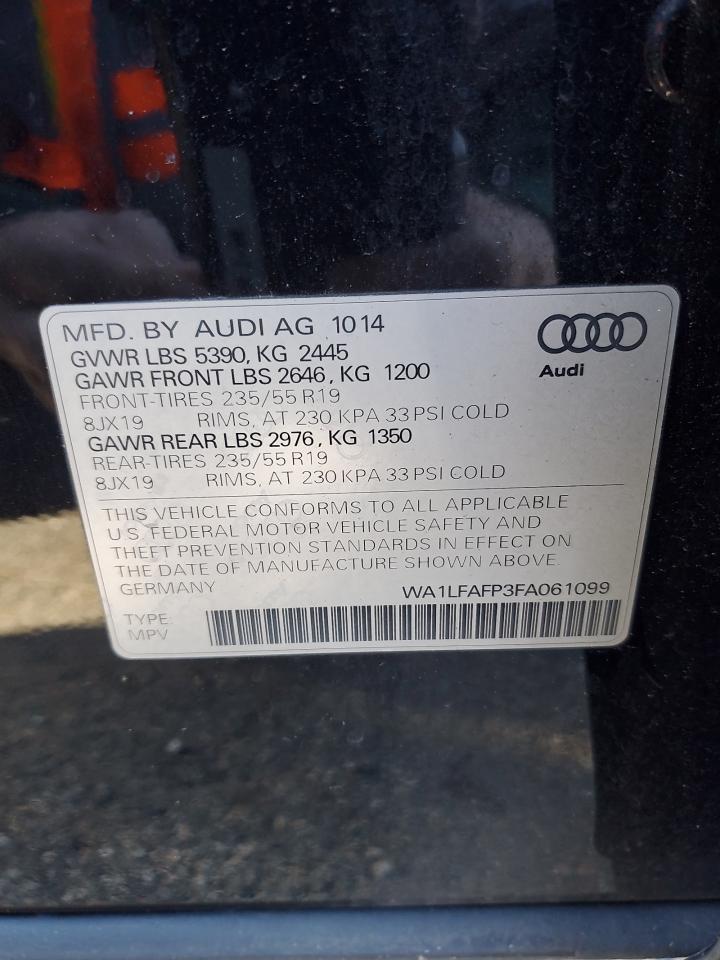 MFD. BY AUDI AG 1014
GVWR LBS 5390, KG 2445
GAWR FRONT LBS 2646, KG 1200
FRONT-TIRES 235/55 R19
8JX19 RIMS, AT 230 KPA 33 PSI COLD
GAWR REAR LBS 2976, KG 1350
REAR-TIRES 235/55 R19
8JX19 RIMS, AT 230 KPA 33 PSI COLD
Audi
THIS VEHICLE CONFORMS TO ALL APPLICABLE
U.S. FEDERAL MOTOR VEHICLE SAFETY AND
THEFT PREVENTION STANDARDS IN EFFECT ON
THE DATE OF MANUFACTURE SHOWN ABOVE.
GERMANY WA1LFAFP3FA061099
TYPE:
MPV